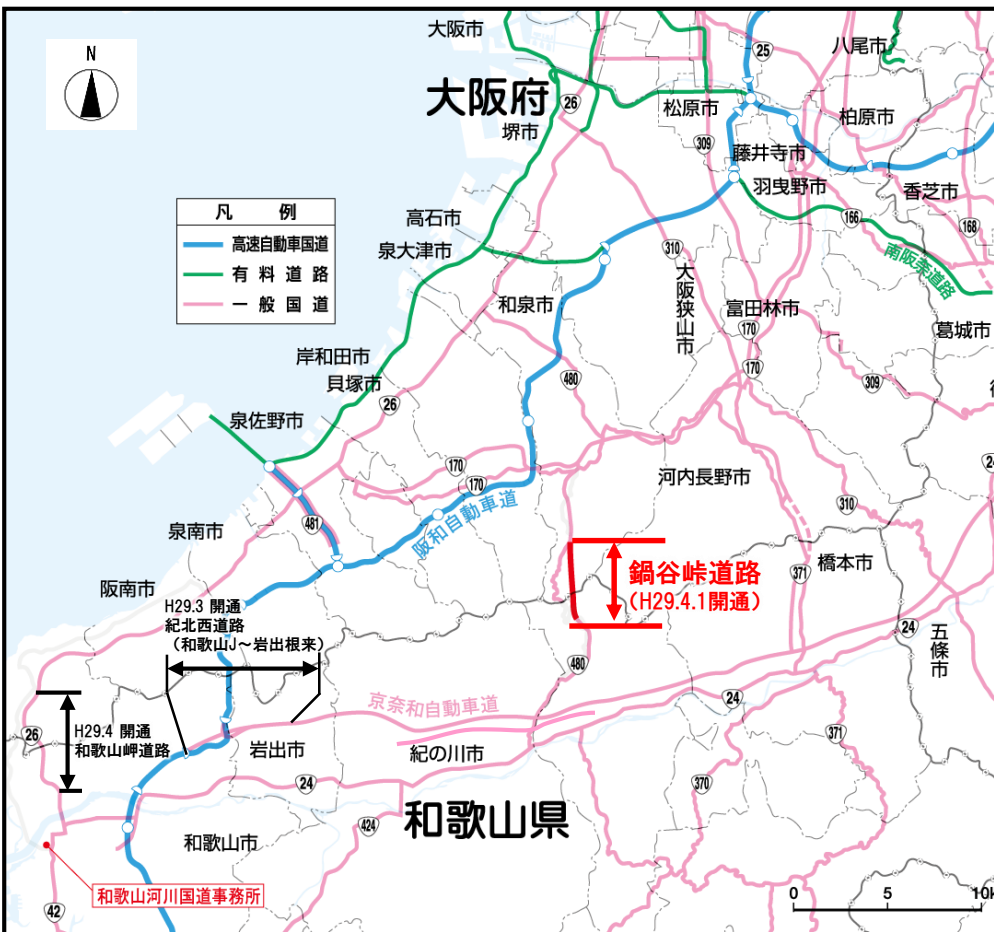 N
大阪市
八尾市
25
大阪府
26
松原市
柏原市
堺市
309
藤井寺市
羽曳野市
香芝市
凡 例
高速自動車国道
有料道路
一般国道
高石市
泉大津市
166
168
310
南阪奈道路
和泉市
大阪狭山市
富田林市
170
葛城市
岸和田市
貝塚市
480
170
309
26
泉佐野市
170
170
河内長野市
481
310
阪和自動車道
泉南市
鍋谷峠道路
(H29.4.1開通)
371
橋本市
阪南市
H29.3 開通
紀北西道路
(和歌山J～岩出根来)
24
五條市
480
京奈和自動車道
24
26
H29.4 開通
和歌山岬道路
岩出市
紀の川市
371
24
370
424
和歌山県
和歌山市
和歌山河川国道事務所
42
0 5 10k